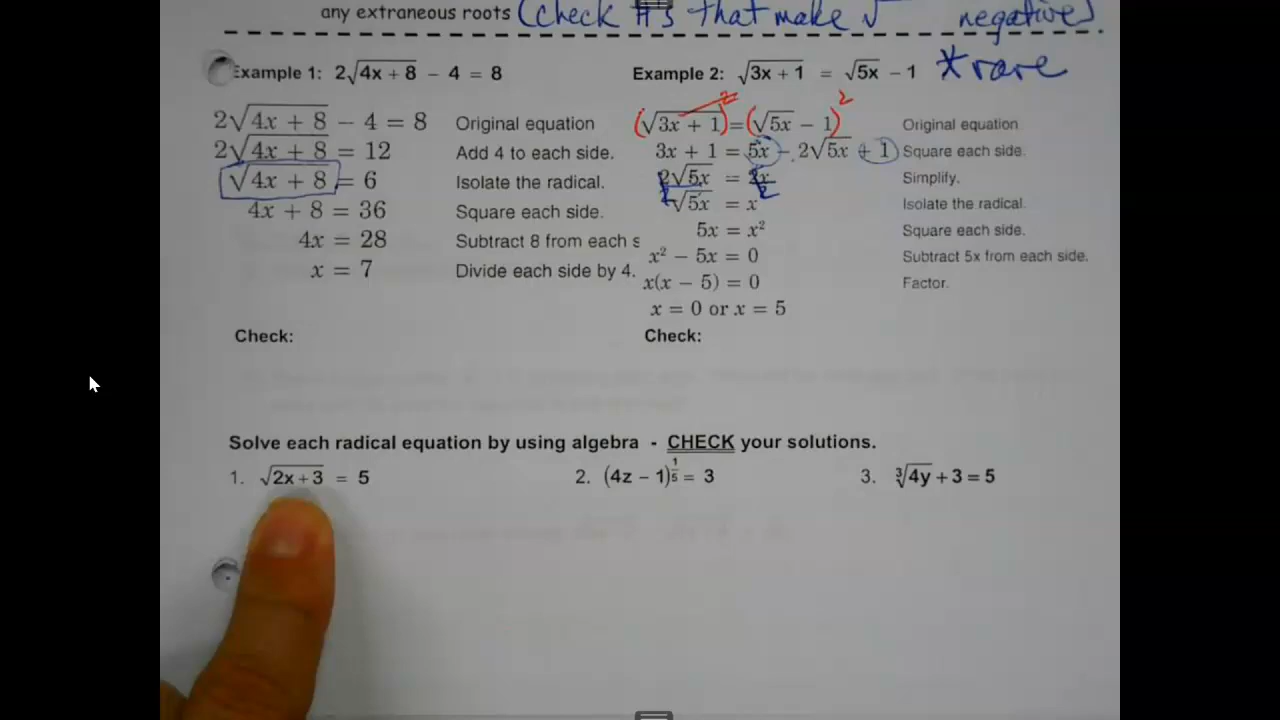 any extraneous roots (check #s that make √ negative)
Example 1: 2√4x + 8 − 4 = 8
2√4x + 8 − 4 = 8 Original equation
2√4x + 8 = 12 Add 4 to each side.
√4x + 8 = 6 Isolate the radical.
4x + 8 = 36 Square each side.
4x = 28 Subtract 8 from each s
x = 7 Divide each side by 4.
Check:
Example 2: √3x + 1 = √5x − 1 *rare
(√3x + 1)² = (√5x − 1)² Original equation
3x + 1 = 5x − 2√5x + 1 Square each side.
2√5x = 2x Simplify.
2 2
√5x = x Isolate the radical.
5x = x² Square each side.
x² − 5x = 0 Subtract 5x from each side.
x(x − 5) = 0 Factor.
x = 0 or x = 5
Check:
Solve each radical equation by using algebra - CHECK your solutions.
1. √2x + 3 = 5 2. (4z − 1)^(1/5) = 3 3. ∛4y + 3 = 5